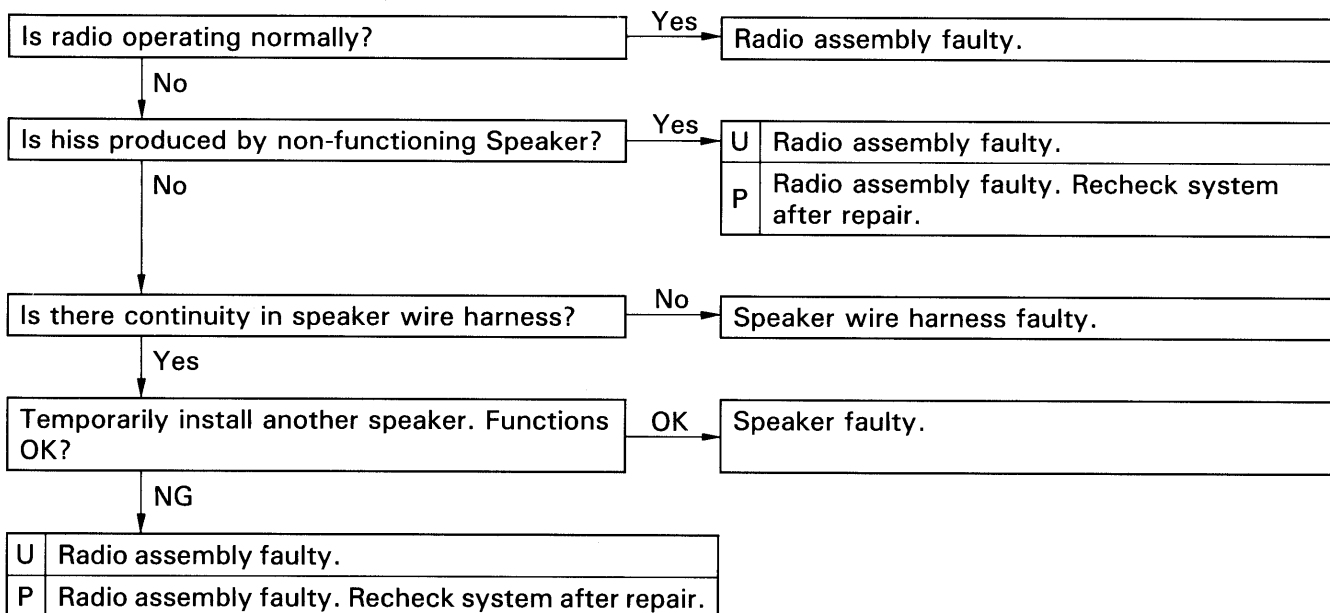 Is radio operating normally?
Yes
Radio assembly faulty.
No
Is hiss produced by non-functioning Speaker?
Yes
U Radio assembly faulty.
P Radio assembly faulty. Recheck system
after repair.
No
Is there continuity in speaker wire harness?
No
Speaker wire harness faulty.
Yes
Temporarily install another speaker. Functions
OK?
OK
Speaker faulty.
NG
U Radio assembly faulty.
P Radio assembly faulty. Recheck system after repair.